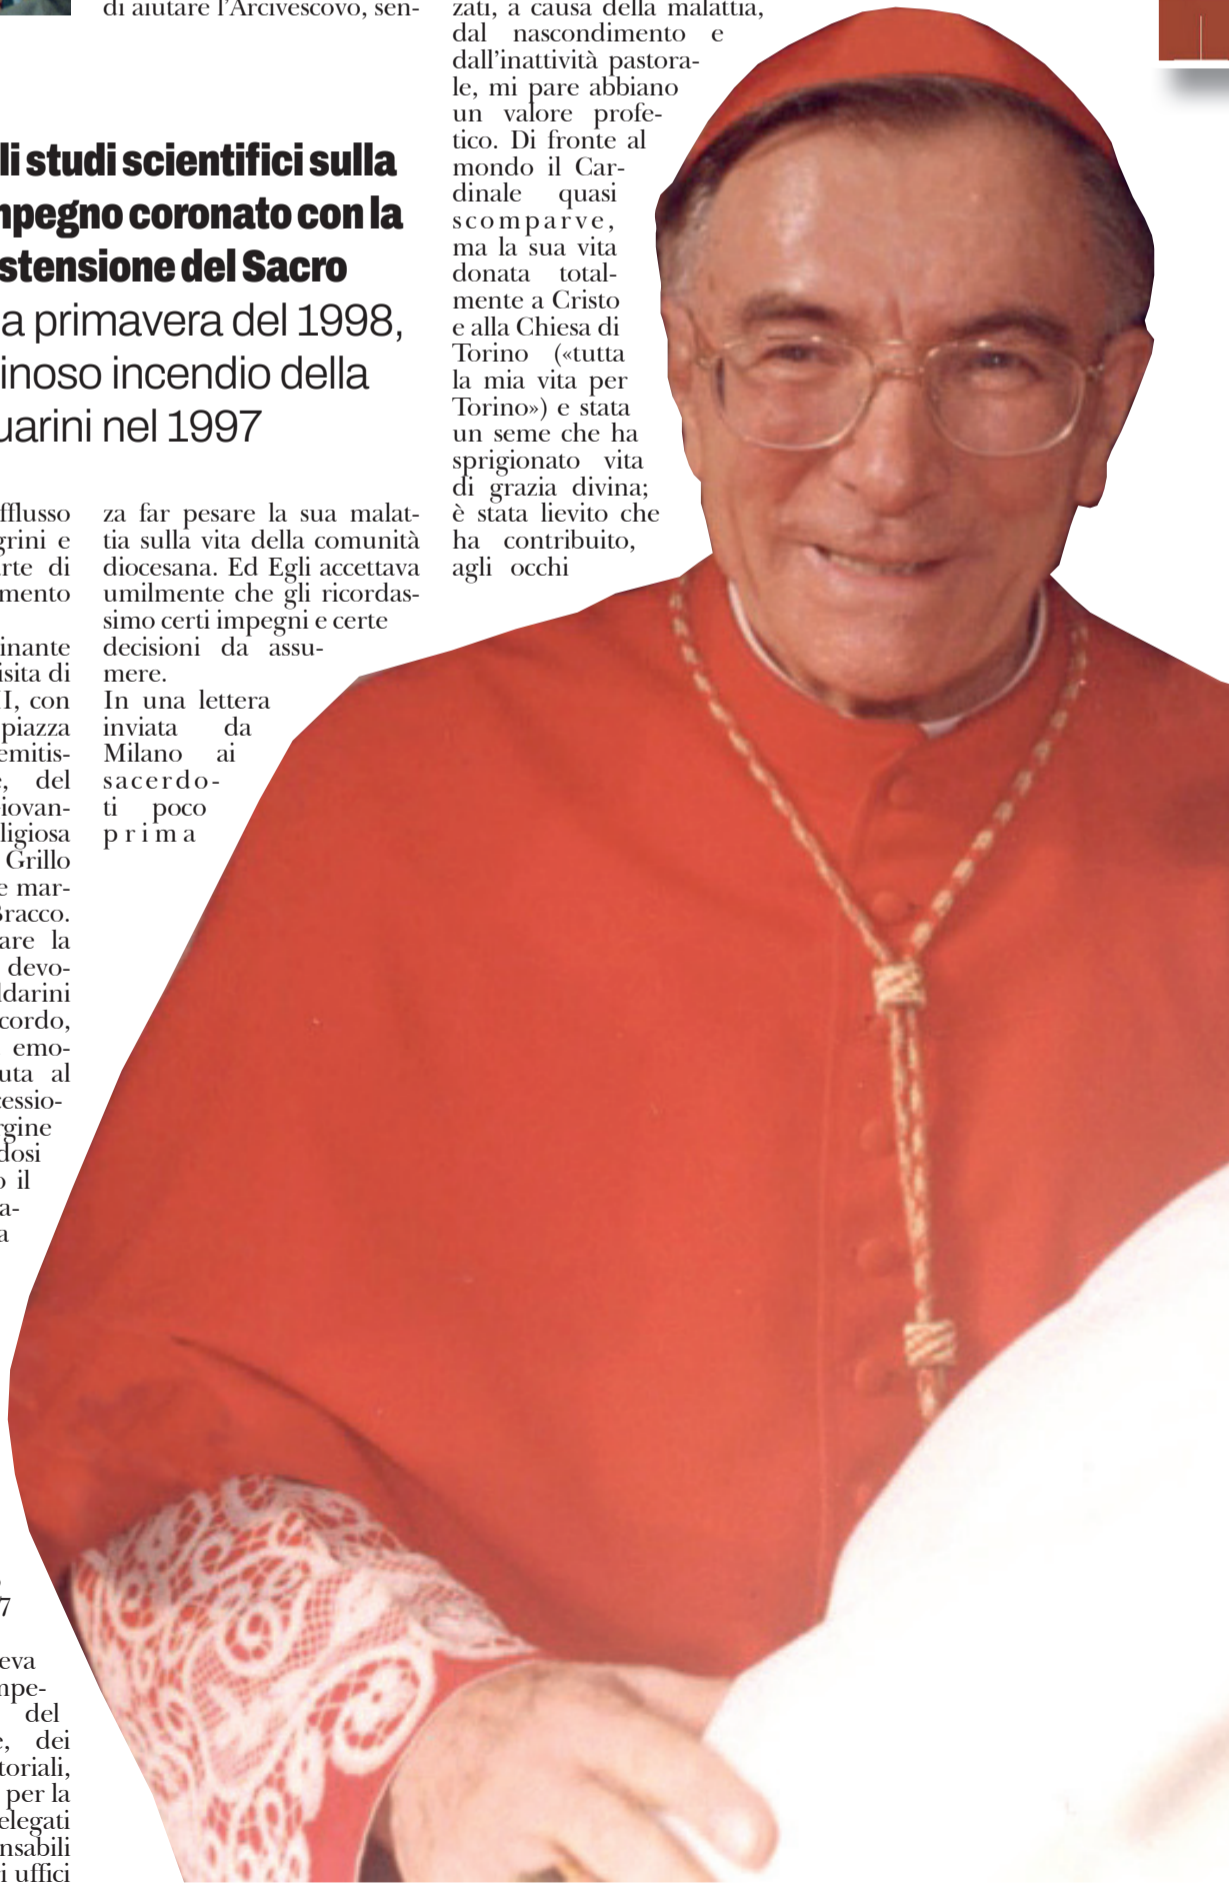 di aiutare l'Arcivescovo, sen-
li studi scientifici sulla
mpegno coronato con la
stensione del Sacro
a primavera del 1998,
inoso incendio della
uarini nel 1997
fflusso
grini e
arte di
mento
inante
isita di
II, con
piazza
emitis-
e, del
iovan-
ligiosa
Grillo
e mar-
Bracco.
are la
devo-
ldarini
cordo,
emo-
uta al
cessio-
rgine
dosi
o il
a-
a
7
eva
mpe-
del
e, dei
toriali,
per la
elegati
nsabili
i uffici
za far pesare la sua malat-
tia sulla vita della comunità
diocesana. Ed Egli accettava
umilmente che gli ricordas-
simo certi impegni e certe
decisioni da assu-
mere.
In una lettera
inviata da
Milano ai
sacerdo-
ti poco
prima
zati, a causa della malattia,
dal nascondimento e
dall'inattività pastora-
le, mi pare abbiano
un valore profe-
tico. Di fronte al
mondo il Car-
dinale quasi
scomparve,
ma la sua vita
donata total-
mente a Cristo
e alla Chiesa di
Torino («tutta
la mia vita per
Torino») e stata
un seme che ha
sprigionato vita
di grazia divina;
è stata lievito che
ha contribuito,
agli occhi